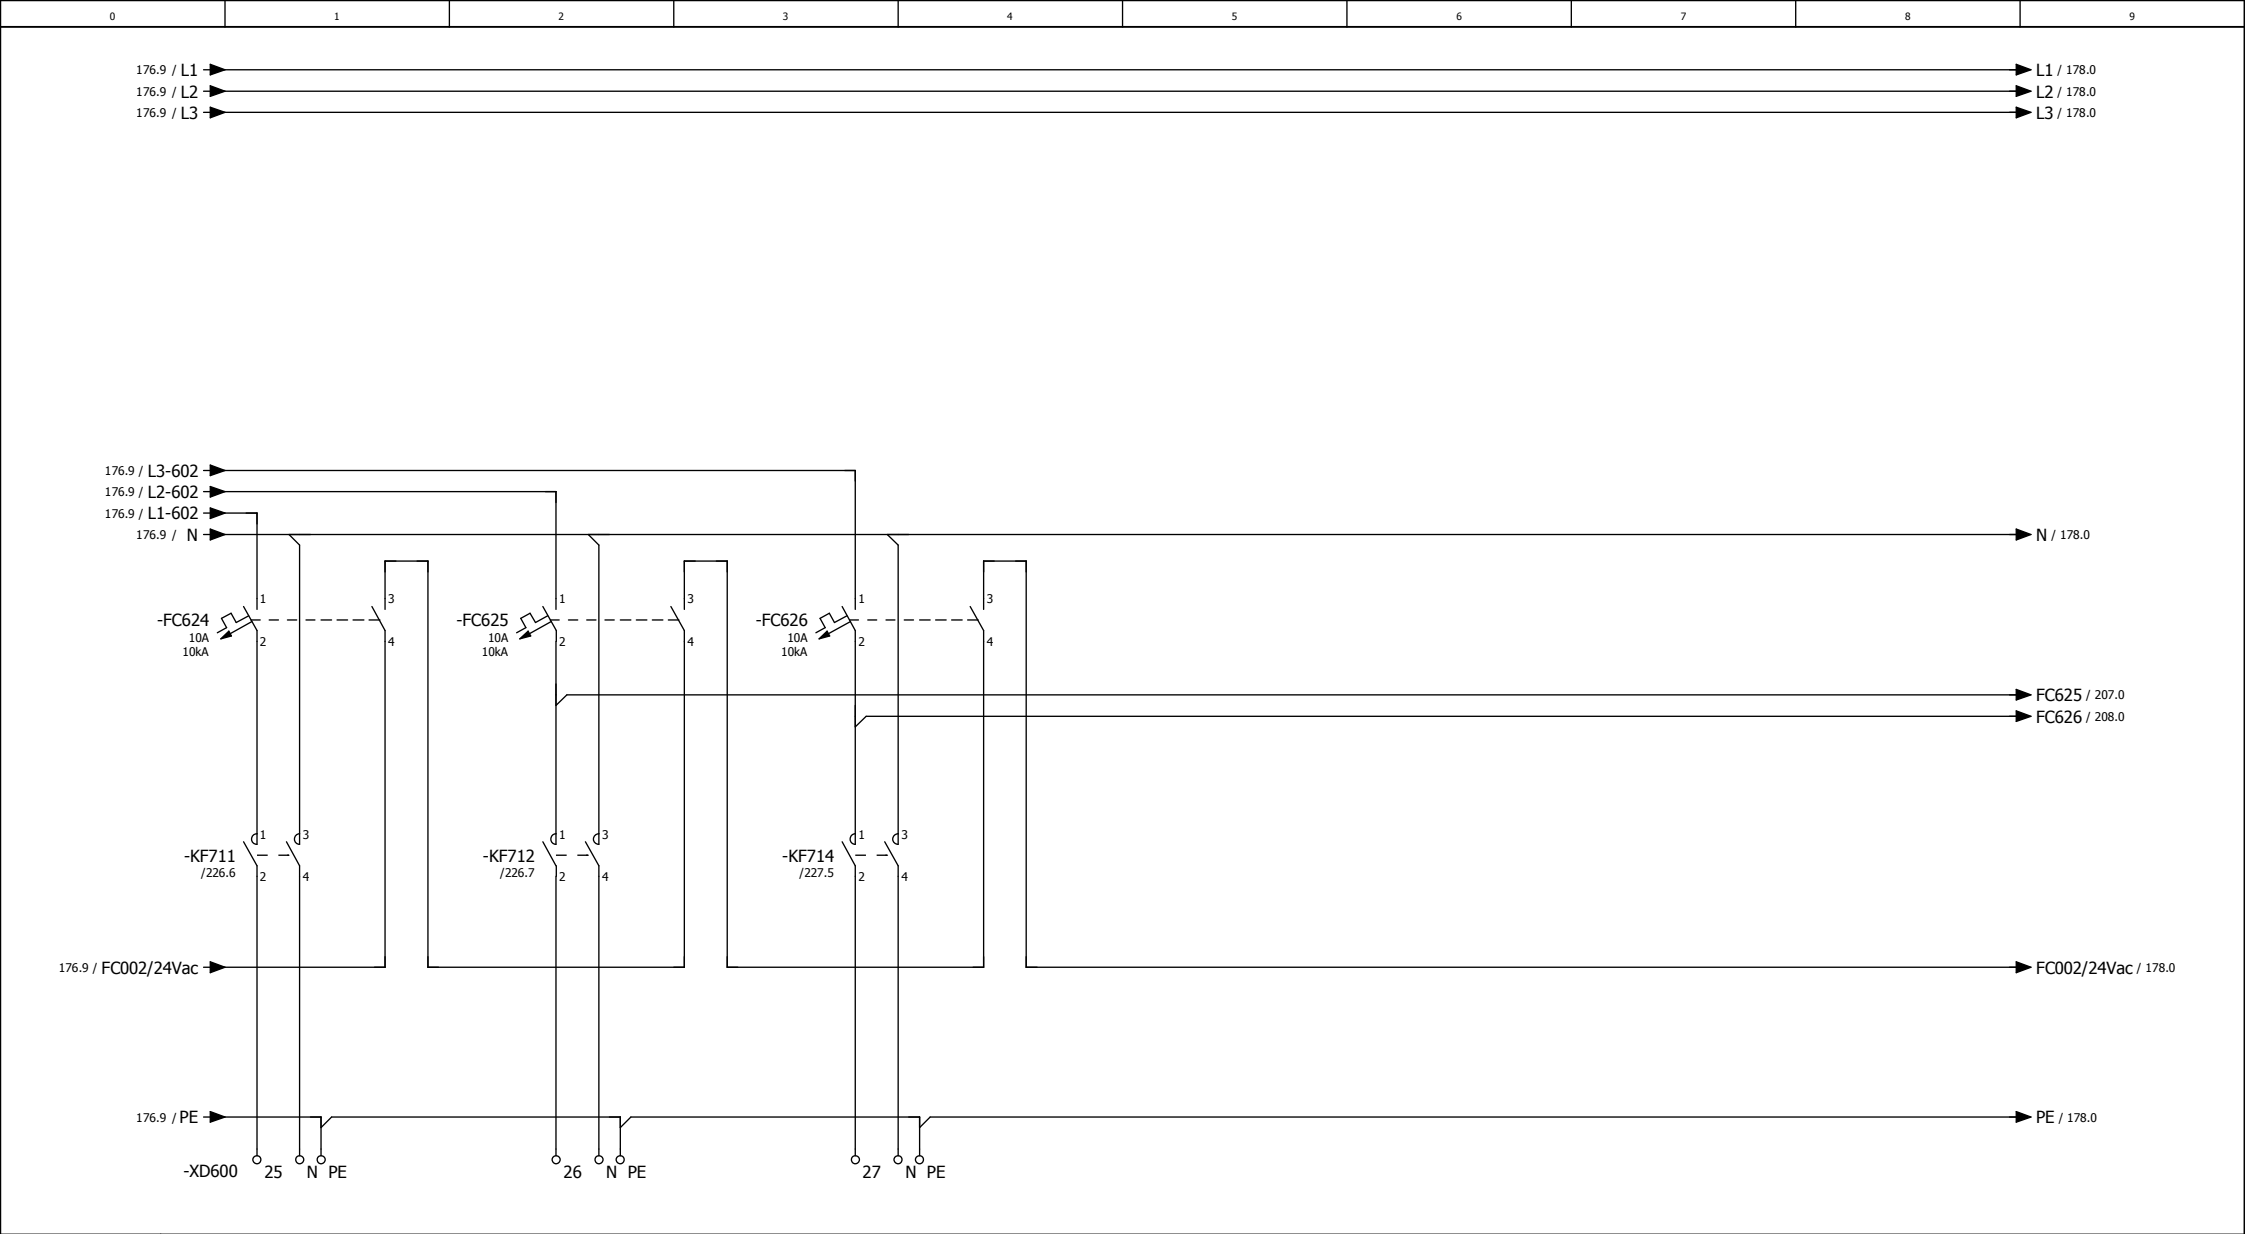 0 1 2 3 4 5 6 7 8 9
176.9 / L1 L1 / 178.0
176.9 / L2 L2 / 178.0
176.9 / L3 L3 / 178.0
176.9 / L3-602
176.9 / L2-602
176.9 / L1-602
176.9 / N N / 178.0
1 3 1 3 1 3
-FC624 -FC625 -FC626
10A 10A 10A
2 4 2 4 2 4
10kA 10kA 10kA
FC625 / 207.0
FC626 / 208.0
1 3 1 3 1 3
-KF711 -KF712 -KF714
/226.6 /226.7 /227.5
2 4 2 4 2 4
176.9 / FC002/24Vac FC002/24Vac / 178.0
176.9 / PE PE / 178.0
-XD600 25 N PE 26 N PE 27 N PE